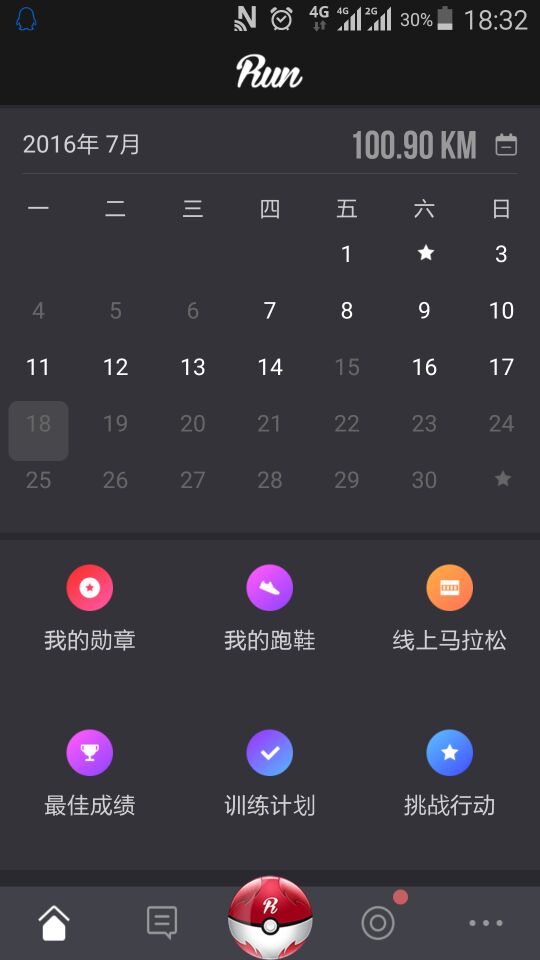 4G 4G 2G 30% 18:32
Run
2016年 7月 100.90 KM
一 二 三 四 五 六 日
1 3
4 5 6 7 8 9 10
11 12 13 14 15 16 17
18 19 20 21 22 23 24
25 26 27 28 29 30
我的勋章 我的跑鞋 线上马拉松
最佳成绩 训练计划 挑战行动
R